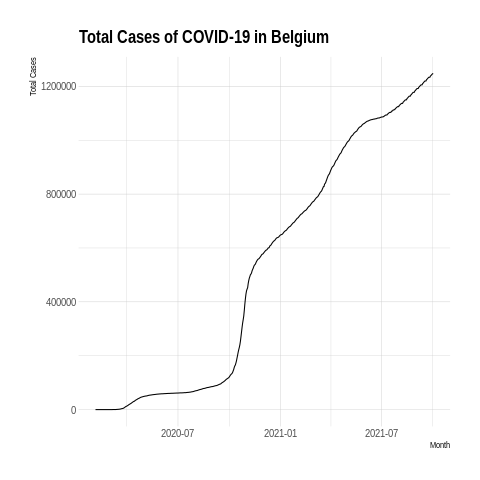 Total Cases of COVID-19 in Belgium
Total Cases
1200000
800000
400000
0
2020-07 2021-01 2021-07
Month